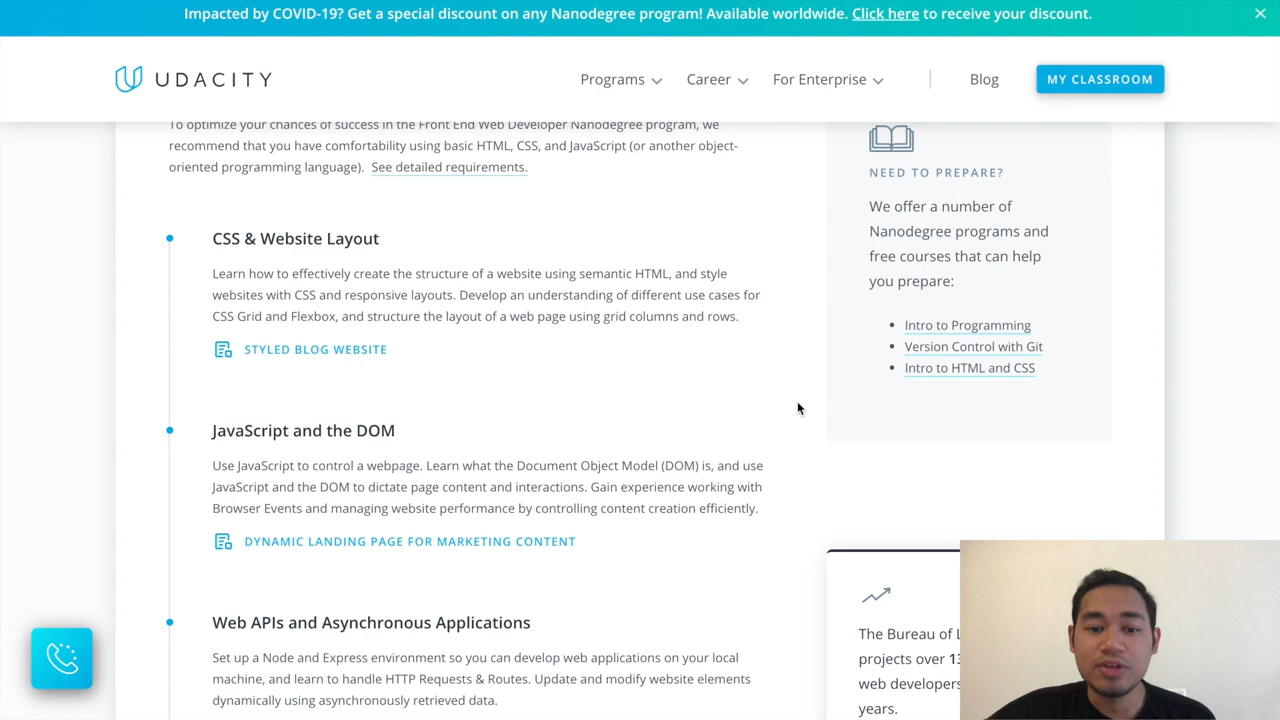 Impacted by COVID-19? Get a special discount on any Nanodegree program! Available worldwide. Click here to receive your discount.
UDACITY
Programs
Career
For Enterprise
Blog
MY CLASSROOM
To optimize your chances of success in the Front End Web Developer Nanodegree program, we
recommend that you have comfortability using basic HTML, CSS, and JavaScript (or another object-
oriented programming language). See detailed requirements.
CSS & Website Layout
Learn how to effectively create the structure of a website using semantic HTML, and style
websites with CSS and responsive layouts. Develop an understanding of different use cases for
CSS Grid and Flexbox, and structure the layout of a web page using grid columns and rows.
STYLED BLOG WEBSITE
JavaScript and the DOM
Use JavaScript to control a webpage. Learn what the Document Object Model (DOM) is, and use
JavaScript and the DOM to dictate page content and interactions. Gain experience working with
Browser Events and managing website performance by controlling content creation efficiently.
DYNAMIC LANDING PAGE FOR MARKETING CONTENT
Web APIs and Asynchronous Applications
Set up a Node and Express environment so you can develop web applications on your local
machine, and learn to handle HTTP Requests & Routes. Update and modify website elements
dynamically using asynchronously retrieved data.
NEED TO PREPARE?
We offer a number of
Nanodegree programs and
free courses that can help
you prepare:
Intro to Programming
Version Control with Git
Intro to HTML and CSS
The Bureau of
projects over
web developers
years.